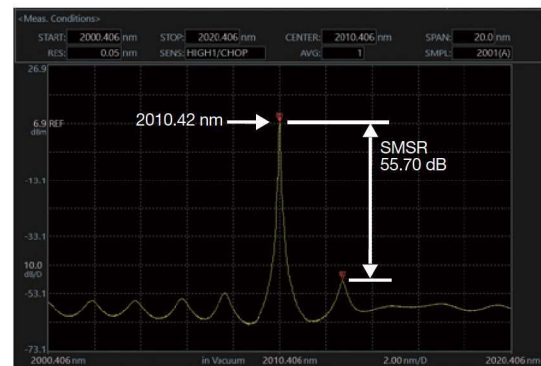 <Meas. Conditions>
START: 2000.406 nm STOP: 2020.406 nm CENTER: 2010.406 nm SPAN: 20.0 nm
RES: 0.05 nm SENS: HIGH1/CHOP AVG: 1 SMPL: 2001(A)
26.9
2010.42 nm
6.9 REF
dBm
SMSR
55.70 dB
-13.1
-33.1
10.0
dB/D
-53.1
-73.1
2000.406 nm in Vacuum 2010.406 nm 2.00 nm/D 2020.406 nm